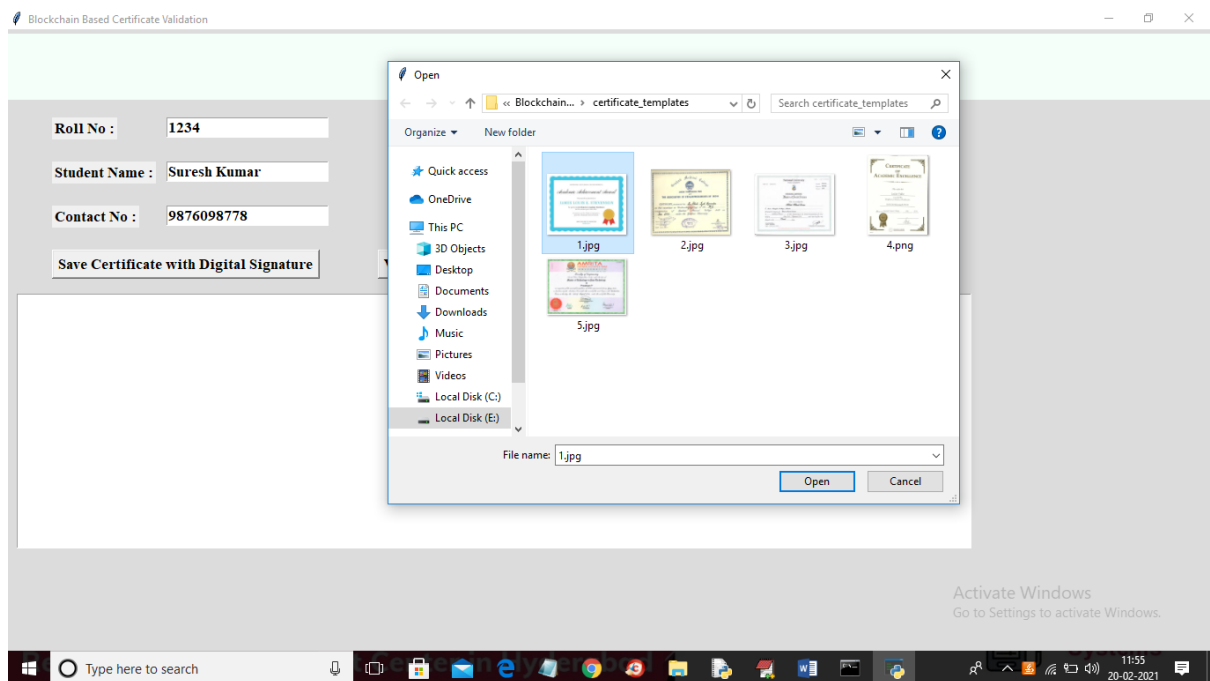 Blockchain Based Certificate Validation
Open
« Blockchain... › certificate_templates
Search certificate_templates
Organize
New folder
Roll No :
1234
Student Name :
Suresh Kumar
Contact No :
9876098778
Save Certificate with Digital Signature
V
Quick access
OneDrive
This PC
3D Objects
Desktop
Documents
Downloads
Music
Pictures
Videos
Local Disk (C:)
Local Disk (E:)
1.jpg
2.jpg
3.jpg
4.png
5.jpg
File name:
1.jpg
Open
Cancel
Activate Windows
Go to Settings to activate Windows.
Type here to search
11:55
20-02-2021